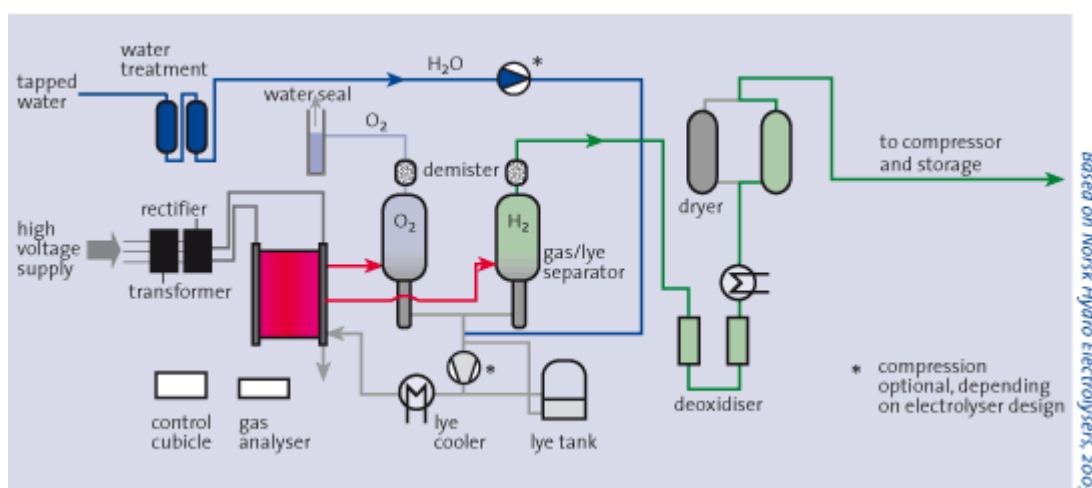 water
treatment
tapped
water
H₂O
*
water seal
O₂
demister
O₂
H₂
gas/lye
separator
dryer
to compressor
and storage
rectifier
high
voltage
supply
transformer
*
control
cubicle
gas
analyser
lye
cooler
lye tank
deoxidiser
* compression
optional, depending
on electrolyser design
Based on Norsk Hydro Electrolysers,